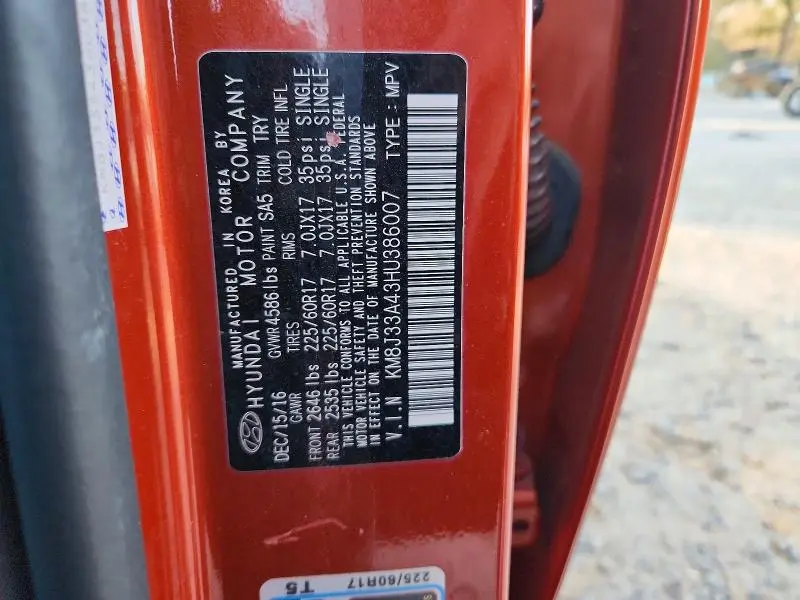 MANUFACTURED IN KOREA BY
HYUNDAI MOTOR COMPANY
DEC/15/16 GVWR4586lbs PAINT SA5 TRIM TRY
GAWR TIRES RIMS COLD TIRE INFL
FRONT 2646 lbs 225/60R17 7.0JX17 35psi SINGLE
REAR 2535 lbs 225/60R17 7.0JX17 35psi SINGLE
THIS VEHICLE CONFORMS TO ALL APPLICABLE U.S.A. FEDERAL
MOTOR VEHICLE SAFETY AND THEFT PREVENTION STANDARDS
IN EFFECT ON THE DATE OF MANUFACTURE SHOWN ABOVE
V.I.N KM8J33A43HU386007 TYPE : MPV
225/60R17
T5